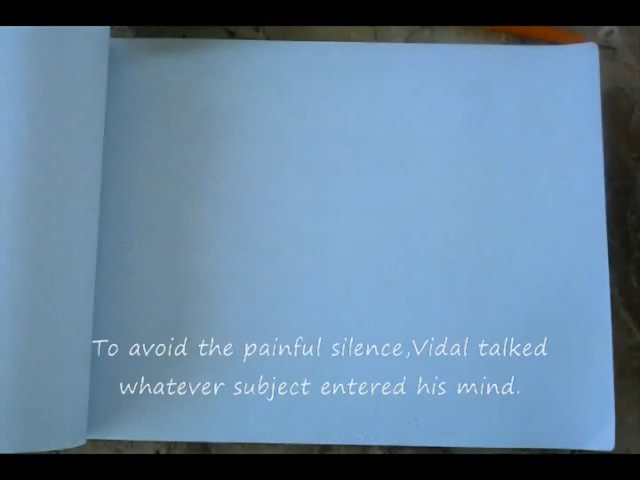 To avoid the painful silence,Vidal talked
whatever subject entered his mind.